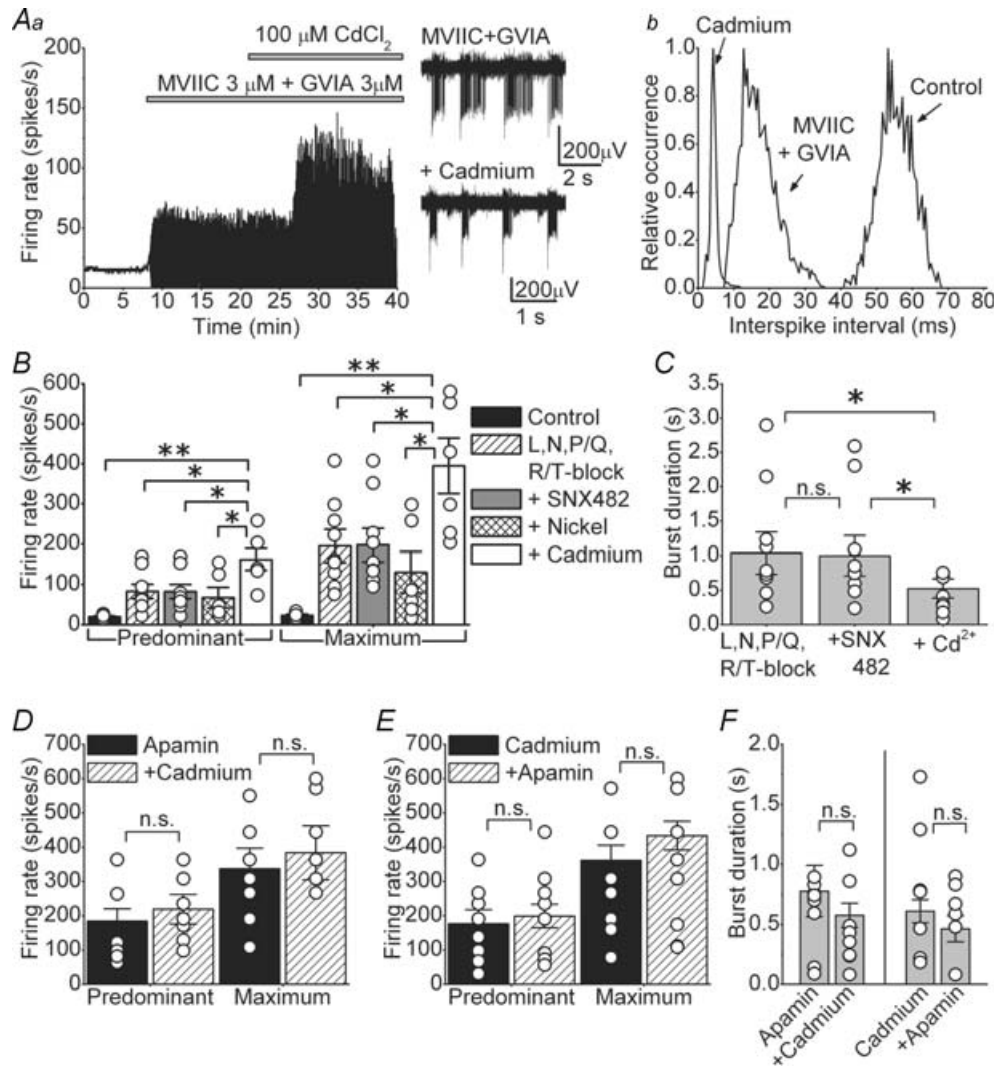 Aa
200
150
100
50
0
Firing rate (spikes/s)
100 μM CdCl2
MVIIC 3 μM + GVIA 3μM
0 5 10 15 20 25 30 35 40
Time (min)
MVIIC+GVIA
200μV
2 s
+ Cadmium
200μV
1 s
b
Cadmium
1.0
0.8
0.6
0.4
0.2
0.0
Relative occurrence
MVIIC
+ GVIA
Control
0 10 20 30 40 50 60 70 80
Interspike interval (ms)
B
600
500
400
300
200
100
0
Firing rate (spikes/s)
** * * *
** * * *
Control
L,N,P/Q,
R/T-block
+ SNX482
+ Nickel
+ Cadmium
Predominant Maximum
C
3.5
3.0
2.5
2.0
1.5
1.0
0.5
0.0
Burst duration (s)
*
n.s. *
L,N,P/Q,
R/T-block
+SNX
482
+ Cd2+
D
700
600
500
400
300
200
100
0
Firing rate (spikes/s)
Apamin
+Cadmium
n.s.
n.s.
Predominant Maximum
E
700
600
500
400
300
200
100
0
Firing rate (spikes/s)
Cadmium
+Apamin
n.s.
n.s.
Predominant Maximum
F
2.0
1.5
1.0
0.5
0
Burst duration (s)
n.s. n.s.
Apamin
+Cadmium
Cadmium
+Apamin